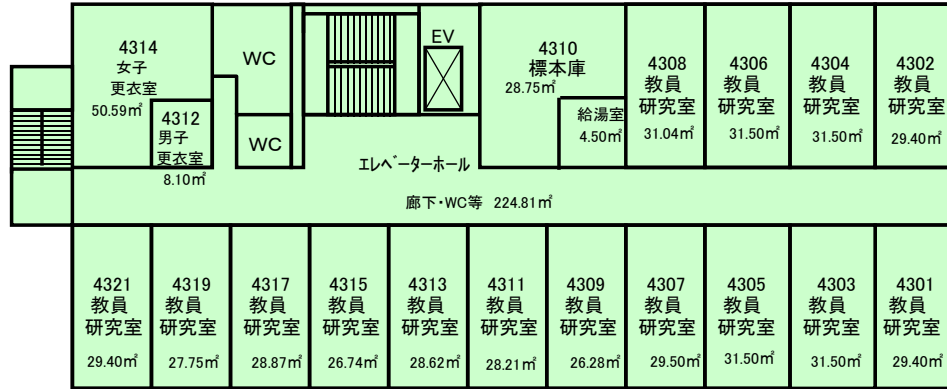 4314
女子
更衣室
50.59㎡
4312
男子
更衣室
8.10㎡
WC
WC
EV
4310
標本庫
28.75㎡
給湯室
4.50㎡
4308
教員
研究室
31.04㎡
4306
教員
研究室
31.50㎡
4304
教員
研究室
31.50㎡
4302
教員
研究室
29.40㎡
エレベーターホール
廊下・WC等 224.81㎡
4321
教員
研究室
29.40㎡
4319
教員
研究室
27.75㎡
4317
教員
研究室
28.87㎡
4315
教員
研究室
26.74㎡
4313
教員
研究室
28.62㎡
4311
教員
研究室
28.21㎡
4309
教員
研究室
26.28㎡
4307
教員
研究室
29.50㎡
4305
教員
研究室
31.50㎡
4303
教員
研究室
31.50㎡
4301
教員
研究室
29.40㎡